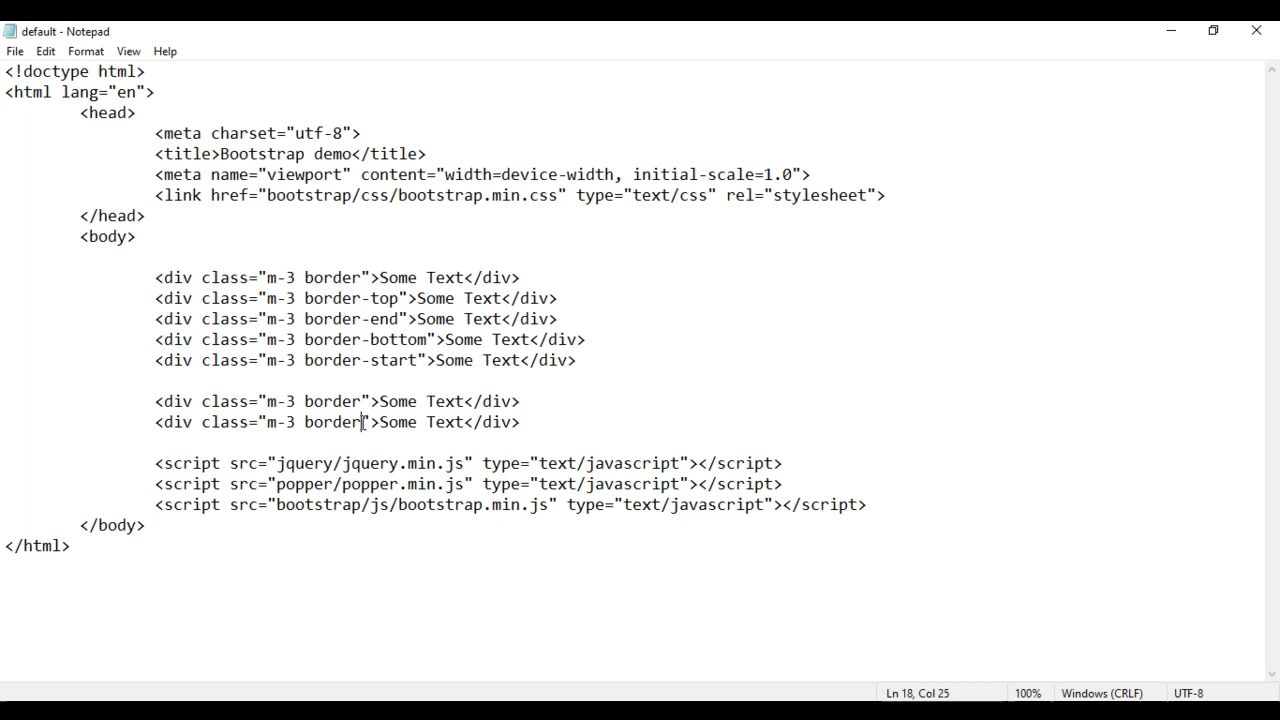 default - Notepad
File Edit Format View Help
<!doctype html>
<html lang="en">
<head>
<meta charset="utf-8">
<title>Bootstrap demo</title>
<meta name="viewport" content="width=device-width, initial-scale=1.0">
<link href="bootstrap/css/bootstrap.min.css" type="text/css" rel="stylesheet">
</head>
<body>
<div class="m-3 border">Some Text</div>
<div class="m-3 border-top">Some Text</div>
<div class="m-3 border-end">Some Text</div>
<div class="m-3 border-bottom">Some Text</div>
<div class="m-3 border-start">Some Text</div>
<div class="m-3 border">Some Text</div>
<div class="m-3 border">Some Text</div>
<script src="jquery/jquery.min.js" type="text/javascript"></script>
<script src="popper/popper.min.js" type="text/javascript"></script>
<script src="bootstrap/js/bootstrap.min.js" type="text/javascript"></script>
</body>
</html>
Ln 18, Col 25 100% Windows (CRLF) UTF-8